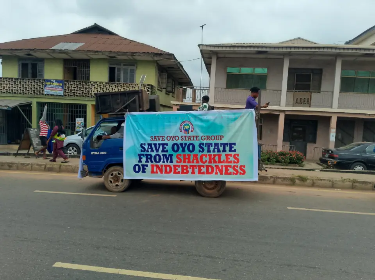 SAVE OYO STATE GROUP
SAVE OYO STATE
FROM SHACKLES
OF INDEBTEDNESS